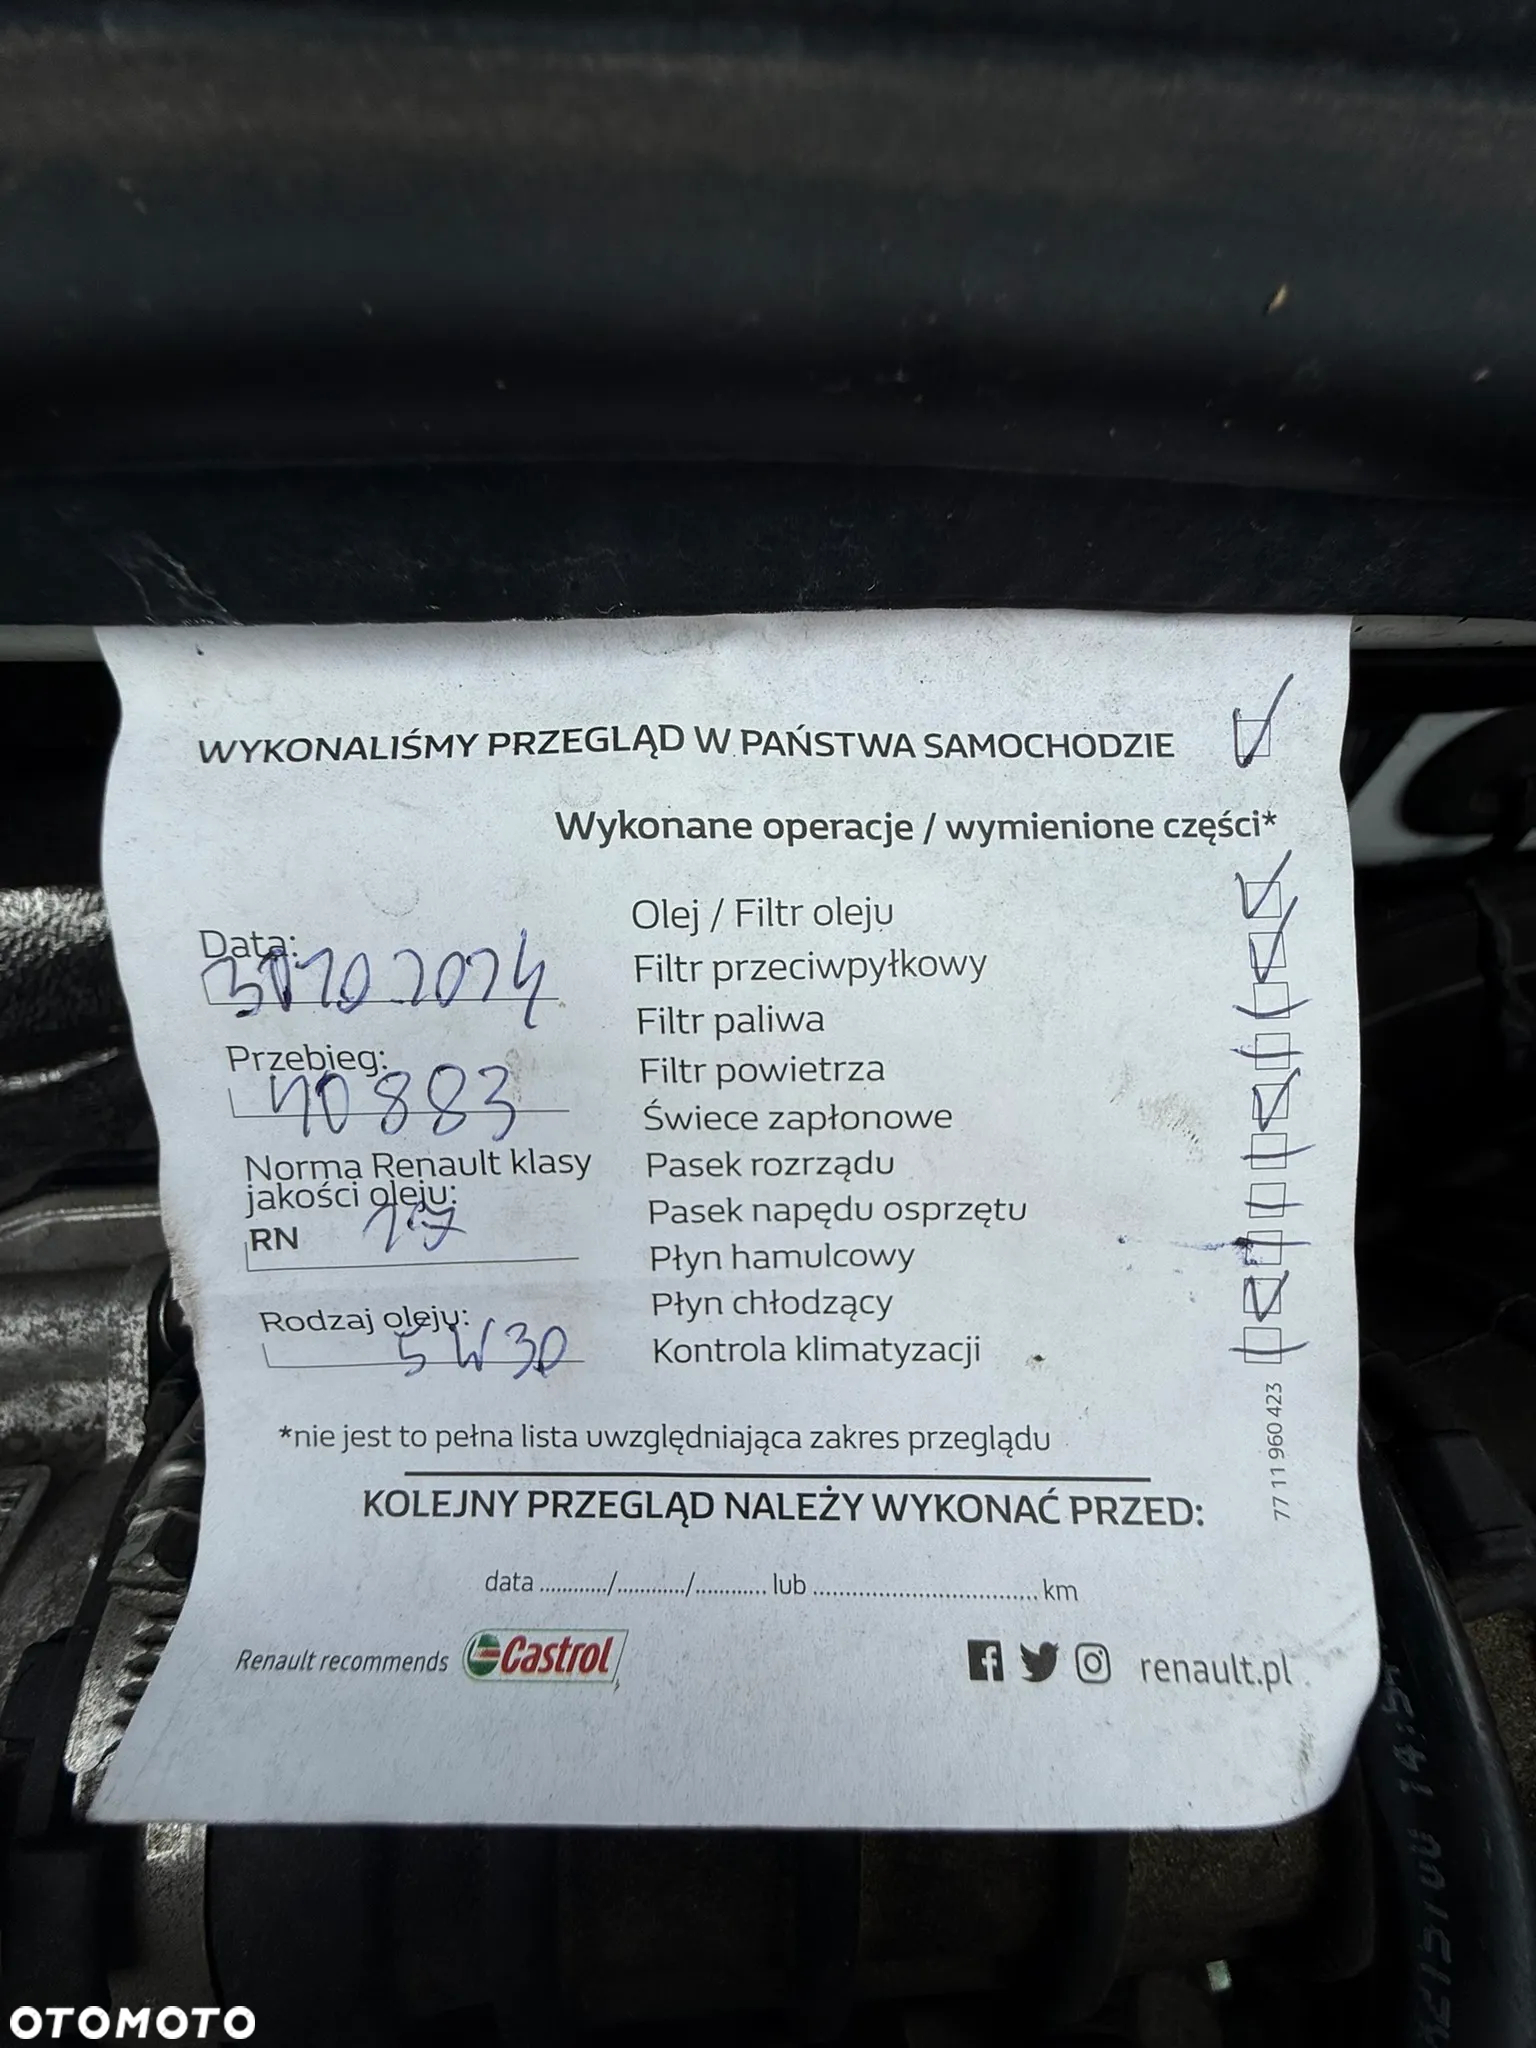 WYKONALIŚMY PRZEGLĄD W PAŃSTWA SAMOCHODZIE
Wykonane operacje / wymienione części*
Data:
Przebieg:
40883
Norma Renault klasy
jakości oleju:
RN 17
Rodzaj oleju:
5W30
Olej / Filtr oleju
Filtr przeciwpyłkowy
Filtr paliwa
Filtr powietrza
Świece zapłonowe
Pasek rozrządu
Pasek napędu osprzętu
Płyn hamulcowy
Płyn chłodzący
Kontrola klimatyzacji
77 11 960 423
*nie jest to pełna lista uwzględniająca zakres przeglądu
KOLEJNY PRZEGLĄD NALEŻY WYKONAĆ PRZED:
data ............/............/............ lub ........................................ km
Renault recommends Castrol
renault.pl
OTOMOTO